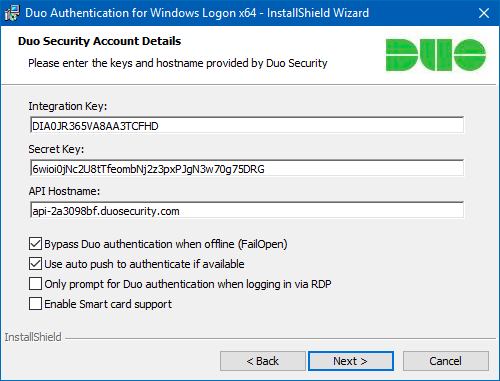 Duo Authentication for Windows Logon x64 - InstallShield Wizard
Duo Security Account Details
Please enter the keys and hostname provided by Duo Security
DUO
Integration Key:
DIA0JR365VA8AA3TCFHD
Secret Key:
6wioi0jNc2U8tTfeombNj2z3pxPJgN3w70g75DRG
API Hostname:
api-2a3098bf.duosecurity.com
Bypass Duo authentication when offline (FailOpen)
Use auto push to authenticate if available
Only prompt for Duo authentication when logging in via RDP
Enable Smart card support
InstallShield
< Back
Next >
Cancel